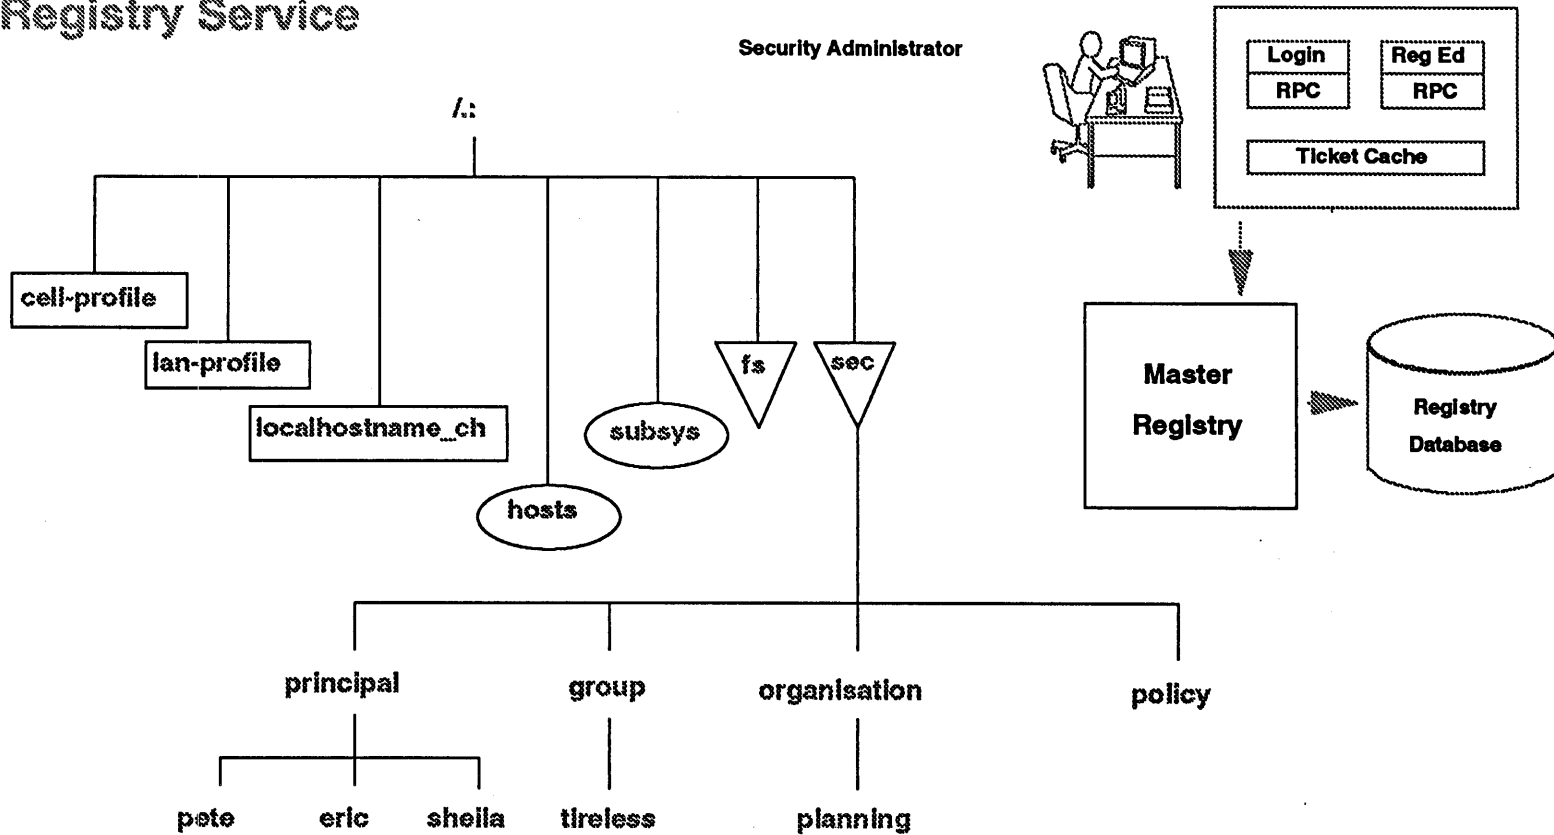 Registry Service
Security Administrator
Login
Reg Ed
RPC
RPC
Ticket Cache
/.:
cell-profile
lan-profile
localhostname_ch
hosts
subsys
fs
sec
Master
Registry
Registry
Database
principal
group
organisation
policy
pete
eric
sheila
tireless
planning